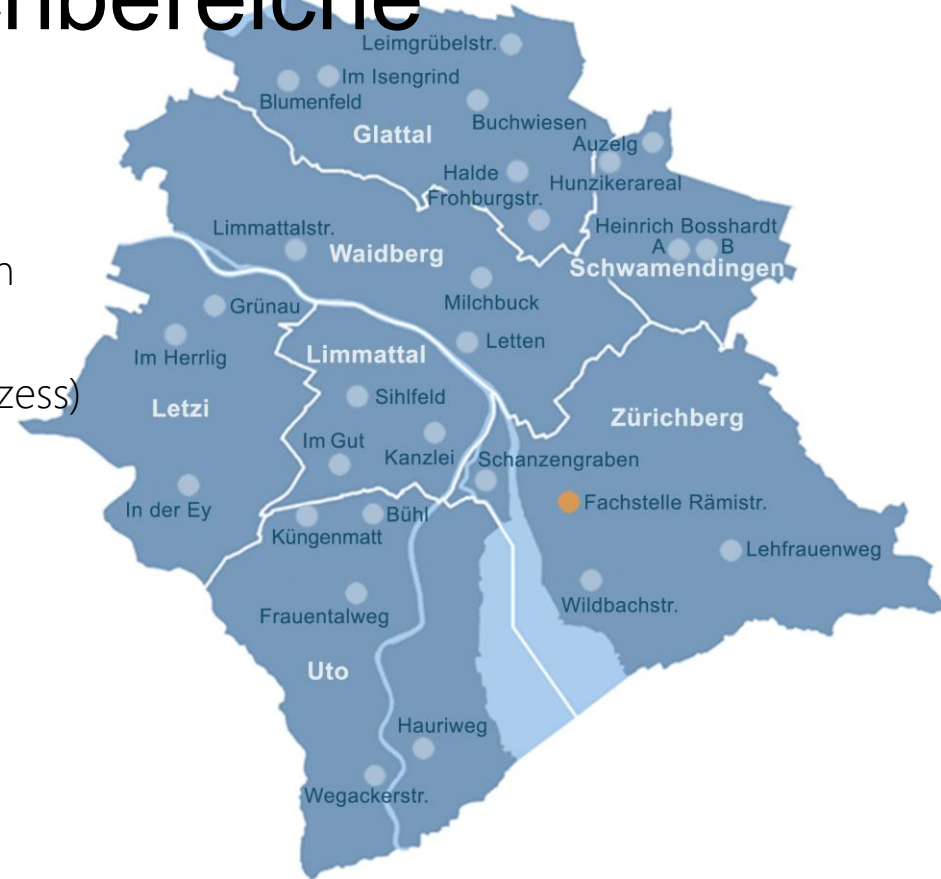 Leimgrübelstr.
Im Isengrind
Blumenfeld
Buchwiesen
Glattal
Auzelg
Halde
Hunzikerareal
Frohburgstr.
Limmattalstr.
Heinrich Bosshardt
A B
Waidberg
Schwamendingen
Milchbuck
Grünau
Letten
Im Herrlig
Limmattal
zess)
Sihlfeld
Letzi
Zürichberg
Im Gut
Kanzlei
Schanzengraben
Fachstelle Rämistr.
In der Ey
Bühl
Küngenmatt
Lehfrauenweg
Wildbachstr.
Frauentalweg
Uto
Hauriweg
Wegackerstr.